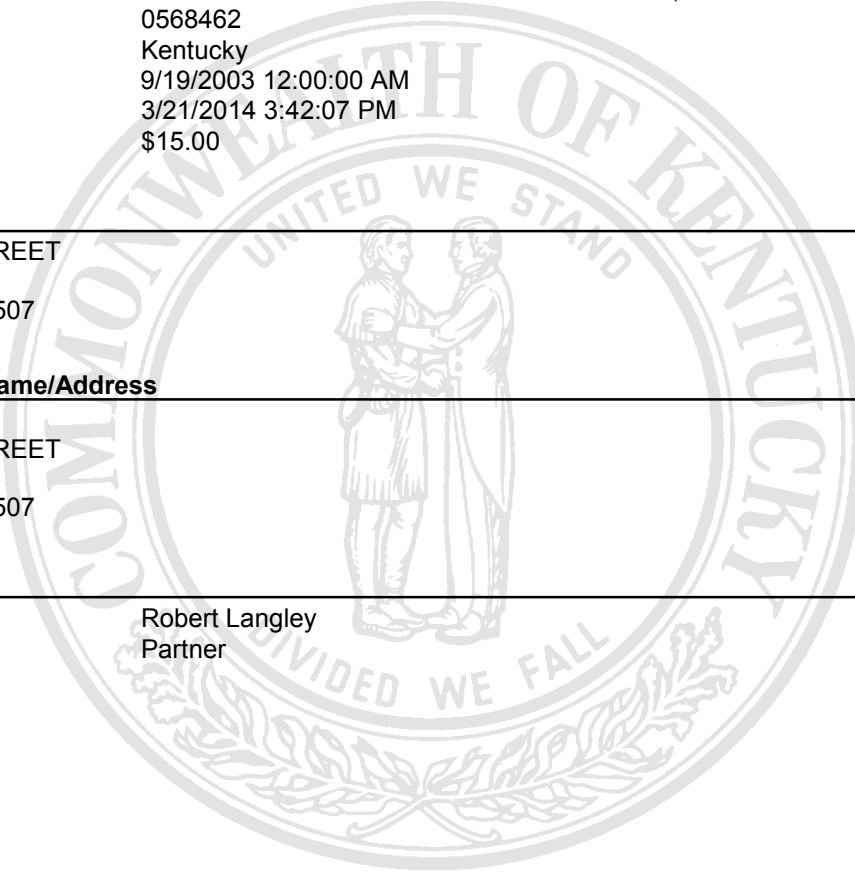 0568462
Kentucky
9/19/2003 12:00:00 AM
3/21/2014 3:42:07 PM
$15.00
REET
507
ame/Address
REET
507
Robert Langley
Partner
COMMONWEALTH OF KENTUCKY
UNITED WE STAND
DIVIDED WE FALL